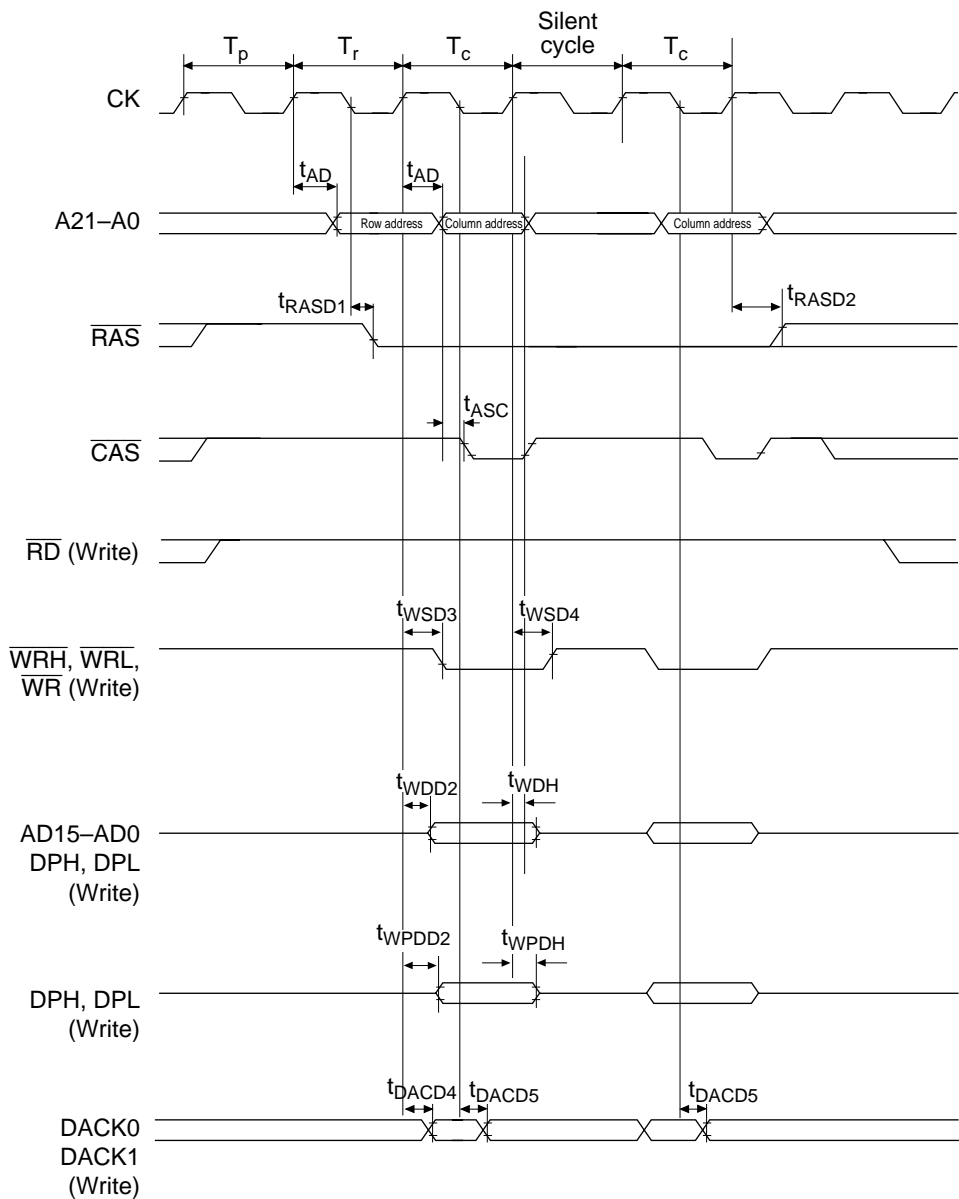 Silent
cycle
Tp Tr Tc Tc
CK
tAD tAD
A21–A0 Row address Column address Column address
tRASD1 tRASD2
RAS
tASC
CAS
RD (Write)
tWSD3 tWSD4
WRH, WRL,
WR (Write)
tWDD2 tWDH
AD15–AD0
DPH, DPL
(Write)
tWPDD2 tWPDH
DPH, DPL
(Write)
tDACD4 tDACD5 tDACD5
DACK0
DACK1
(Write)